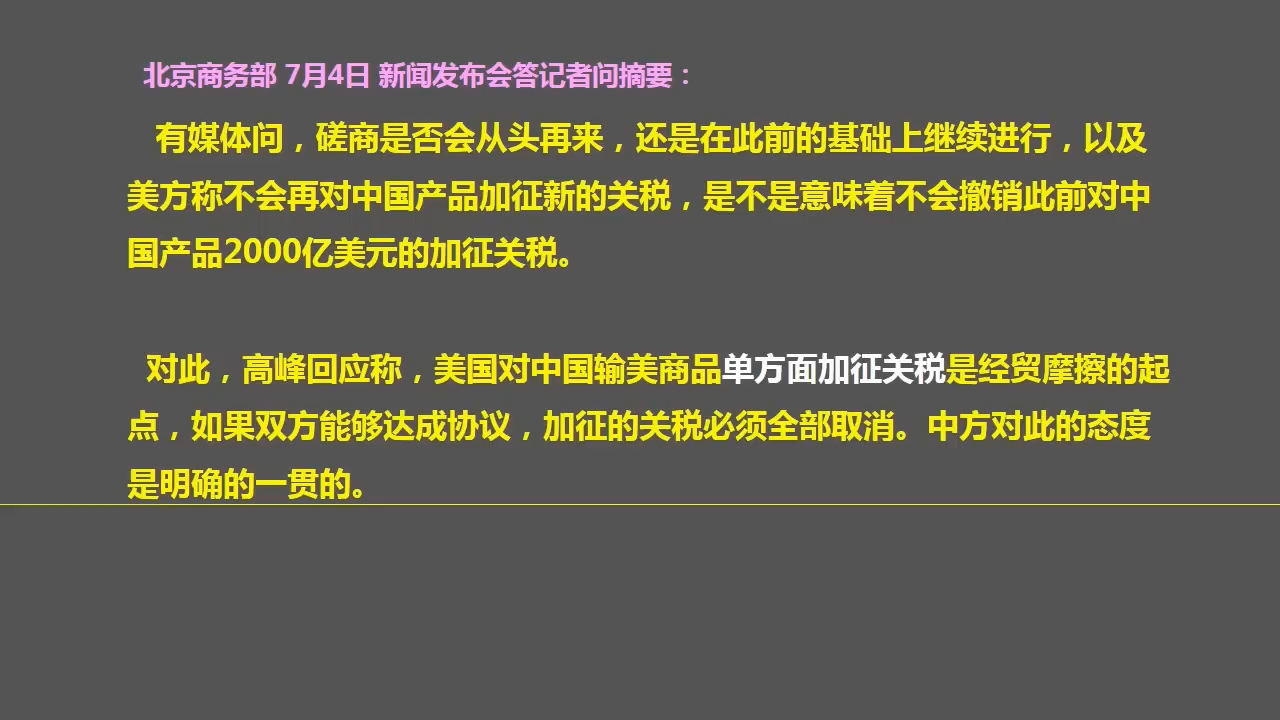 北京商务部 7月4日 新闻发布会答记者问摘要：
有媒体问，磋商是否会从头再来，还是在此前的基础上继续进行，以及
美方称不会再对中国产品加征新的关税，是不是意味着不会撤销此前对中
国产品2000亿美元的加征关税。
对此，高峰回应称，美国对中国输美商品单方面加征关税是经贸摩擦的起
点，如果双方能够达成协议，加征的关税必须全部取消。中方对此的态度
是明确的一贯的。